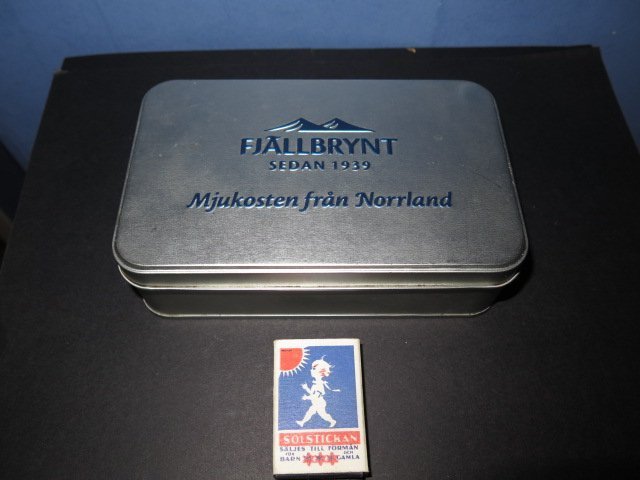 FJÄLLBRYNT
SEDAN 1939
Mjukosten från Norrland
SOLSTICKAN
SÄLJES TILL FÖRMÅN
FÖR OCH
BARN GAMLA